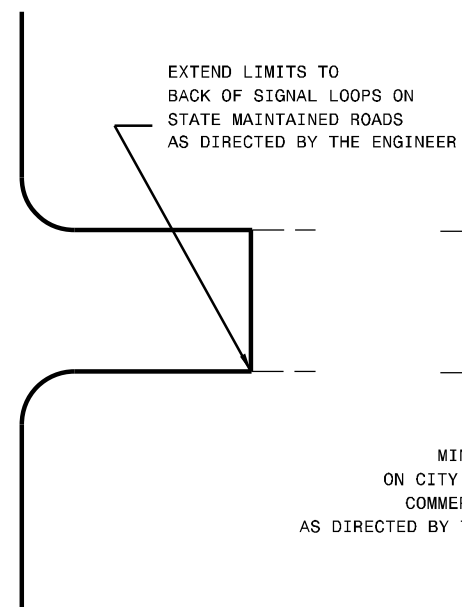 EXTEND LIMITS TO
BACK OF SIGNAL LOOPS ON
STATE MAINTAINED ROADS
AS DIRECTED BY THE ENGINEER
ON CITY
AS DIRECTED BY